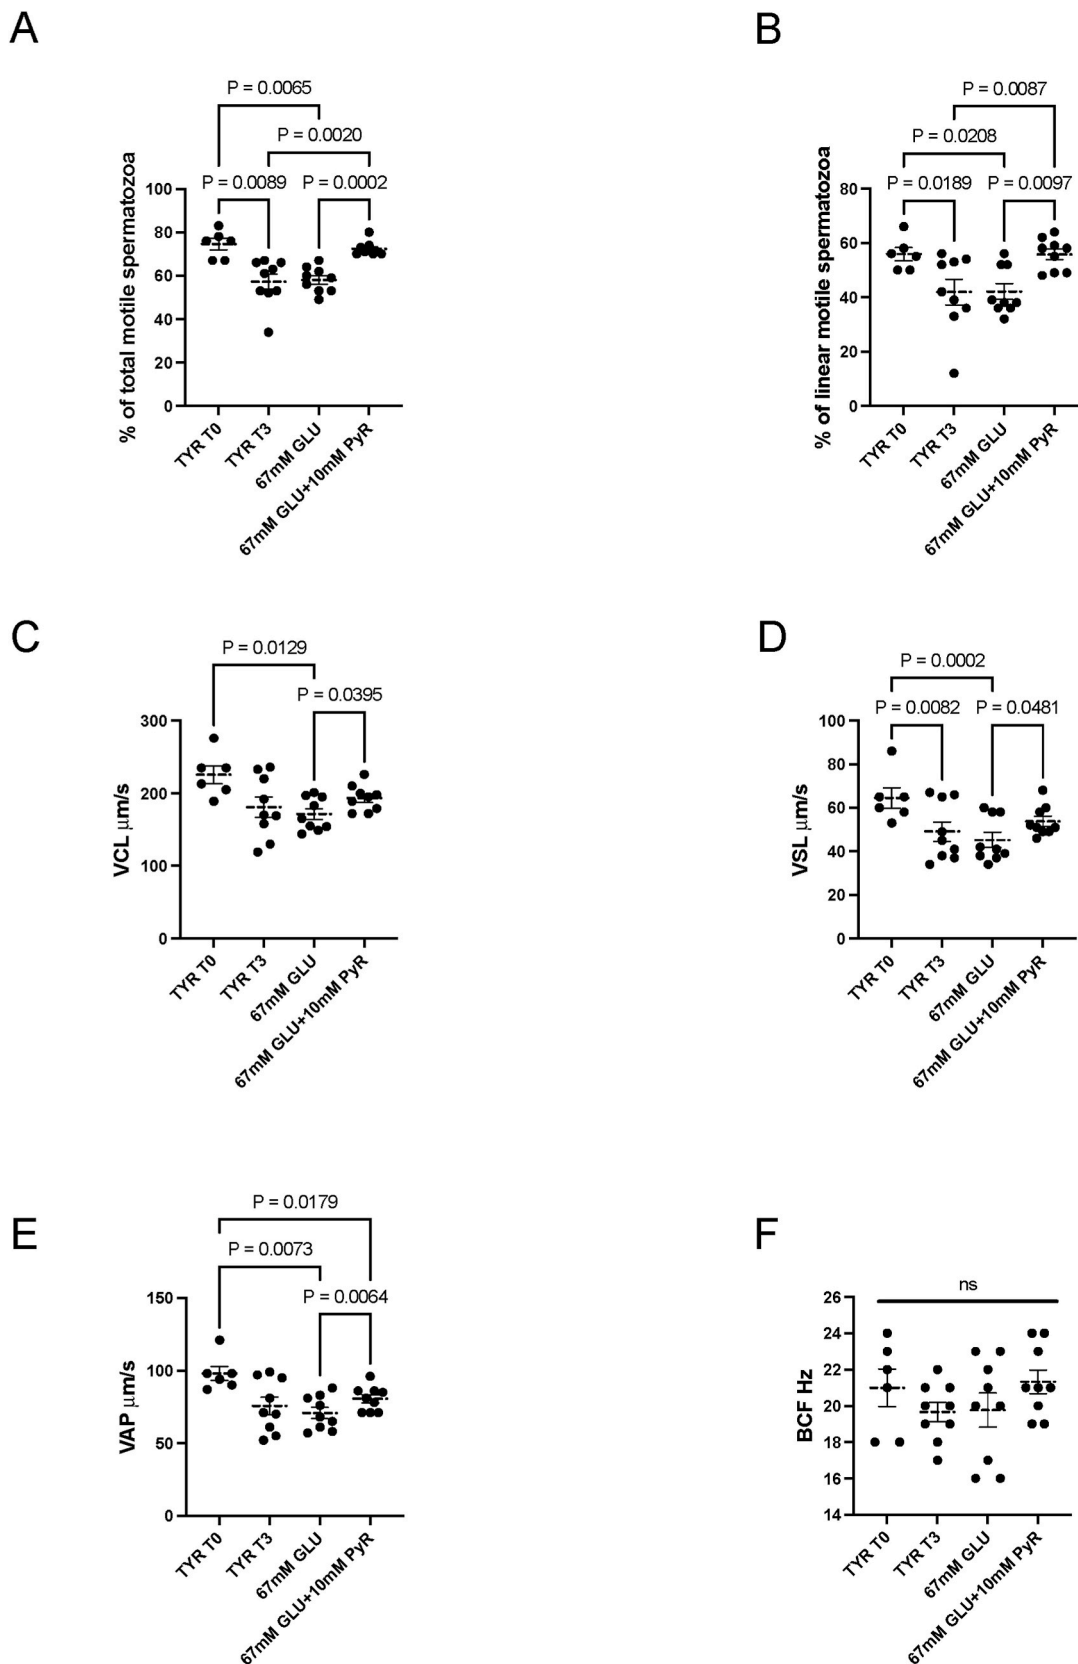 A
P = 0.0065
P = 0.0020
P = 0.0089 P = 0.0002
% of total motile spermatozoa
100
80
60
40
20
0
TYR T0
TYR T3
67mM GLU
67mM GLU+10mM PyR
B
P = 0.0087
P = 0.0208
P = 0.0189 P = 0.0097
% of linear motile spermatozoa
80
60
40
20
0
TYR T0
TYR T3
67mM GLU
67mM GLU+10mM PyR
C
P = 0.0129
P = 0.0395
VCL μm/s
300
200
100
0
TYR T0
TYR T3
67mM GLU
67mM GLU+10mM PyR
D
P = 0.0002
P = 0.0082 P = 0.0481
VSL μm/s
100
80
60
40
20
0
TYR T0
TYR T3
67mM GLU
67mM GLU+10mM PyR
E
P = 0.0179
P = 0.0073
P = 0.0064
VAP μm/s
150
100
50
0
TYR T0
TYR T3
67mM GLU
67mM GLU+10mM PyR
F
ns
BCF Hz
26
24
22
20
18
16
14
TYR T0
TYR T3
67mM GLU
67mM GLU+10mM PyR